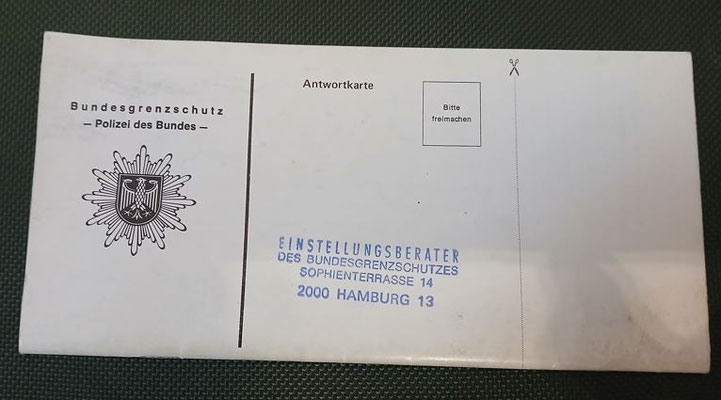 Bundesgrenzschutz
— Polizei des Bundes —
Antwortkarte
Bitte
freimachen
EINSTELLUNGSBERATER
DES BUNDESGRENZSCHUTZES
SOPHIENTERRASSE 14
2000 HAMBURG 13